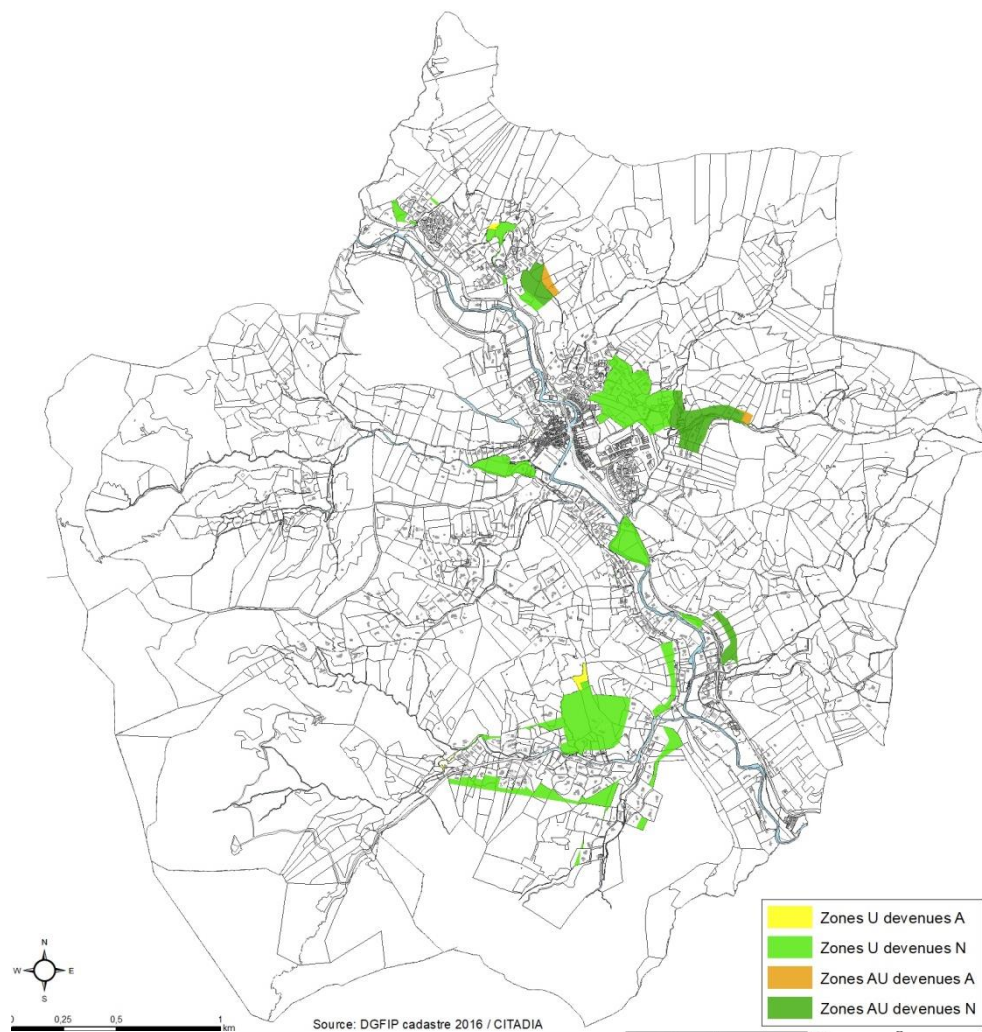 Zones U devenues A
Zones U devenues N
Zones AU devenues A
Zones AU devenues N
N
W
E
S
0 0,25 0,5 1
km
Source: DGFIP cadastre 2016 / CITADIA